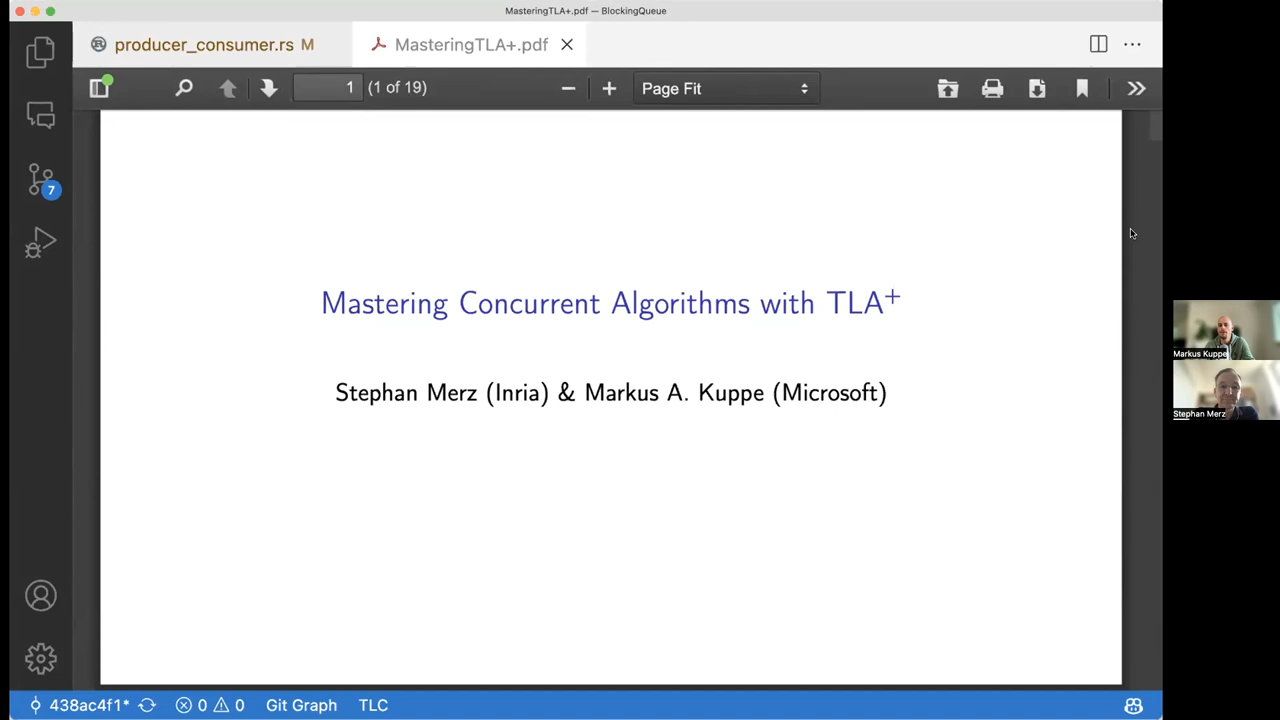 MasteringTLA+.pdf — BlockingQueue
producer_consumer.rs M
MasteringTLA+.pdf
1 (1 of 19)
Page Fit
7
Mastering Concurrent Algorithms with TLA+
Stephan Merz (Inria) & Markus A. Kuppe (Microsoft)
Markus Kuppe
Stephan Merz
438ac4f1* 0 0 Git Graph TLC